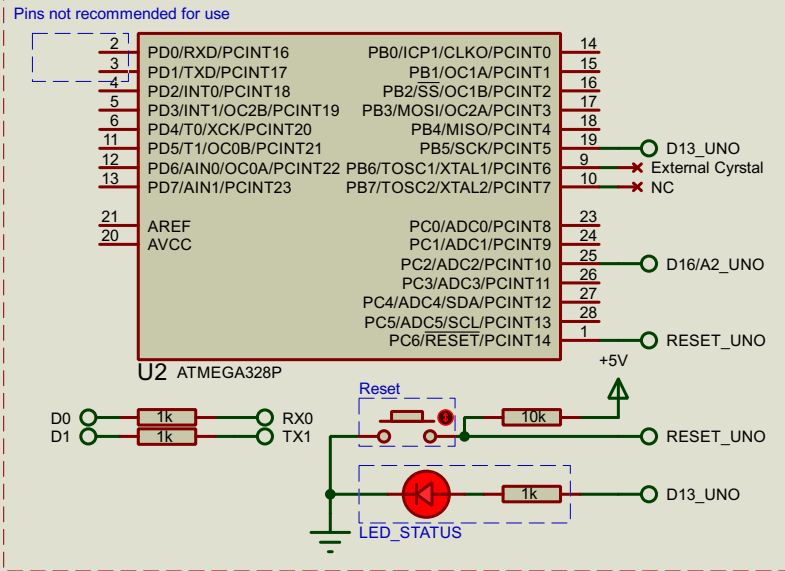 Pins not recommended for use
2 PD0/RXD/PCINT16 PB0/ICP1/CLKO/PCINT0 14
3 PD1/TXD/PCINT17 PB1/OC1A/PCINT1 15
4 PD2/INT0/PCINT18 PB2/SS/OC1B/PCINT2 16
5 PD3/INT1/OC2B/PCINT19 PB3/MOSI/OC2A/PCINT3 17
6 PD4/T0/XCK/PCINT20 PB4/MISO/PCINT4 18
11 PD5/T1/OC0B/PCINT21 PB5/SCK/PCINT5 19 D13_UNO
12 PD6/AIN0/OC0A/PCINT22 PB6/TOSC1/XTAL1/PCINT6 9 External Cyrstal
13 PD7/AIN1/PCINT23 PB7/TOSC2/XTAL2/PCINT7 10 NC
21 AREF PC0/ADC0/PCINT8 23
20 AVCC PC1/ADC1/PCINT9 24
PC2/ADC2/PCINT10 25 D16/A2_UNO
PC3/ADC3/PCINT11 26
PC4/ADC4/SDA/PCINT12 27
PC5/ADC5/SCL/PCINT13 28
PC6/RESET/PCINT14 1 RESET_UNO
U2 ATMEGA328P
+5V
Reset
D0 1k RX0 10k
D1 1k TX1 RESET_UNO
1k D13_UNO
LED_STATUS